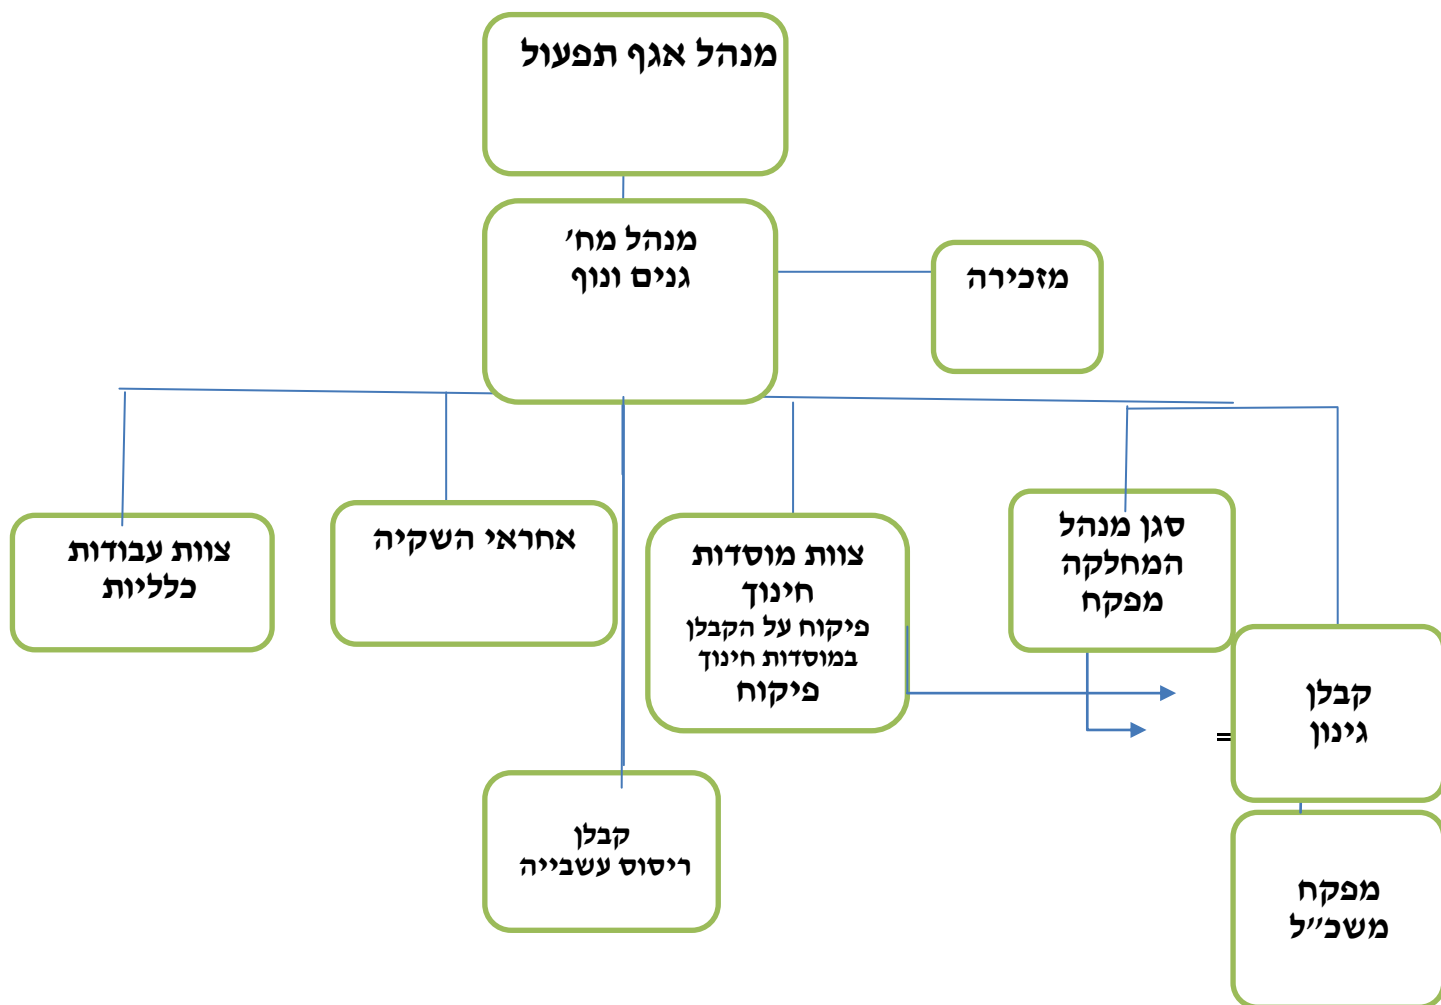 מנהל אגף תפעול
מנהל מח'
גנים ונוף
מזכירה
צוות עבודות
כלליות
אחראי השקיה
צוות מוסדות
חינוך
פיקוח על הקבלן
במוסדות חינוך
פיקוח
סגן מנהל
המחלקה
מפקח
קבלן
גינון
=
קבלן
ריסוס עשבייה
מפקח
משכ"ל